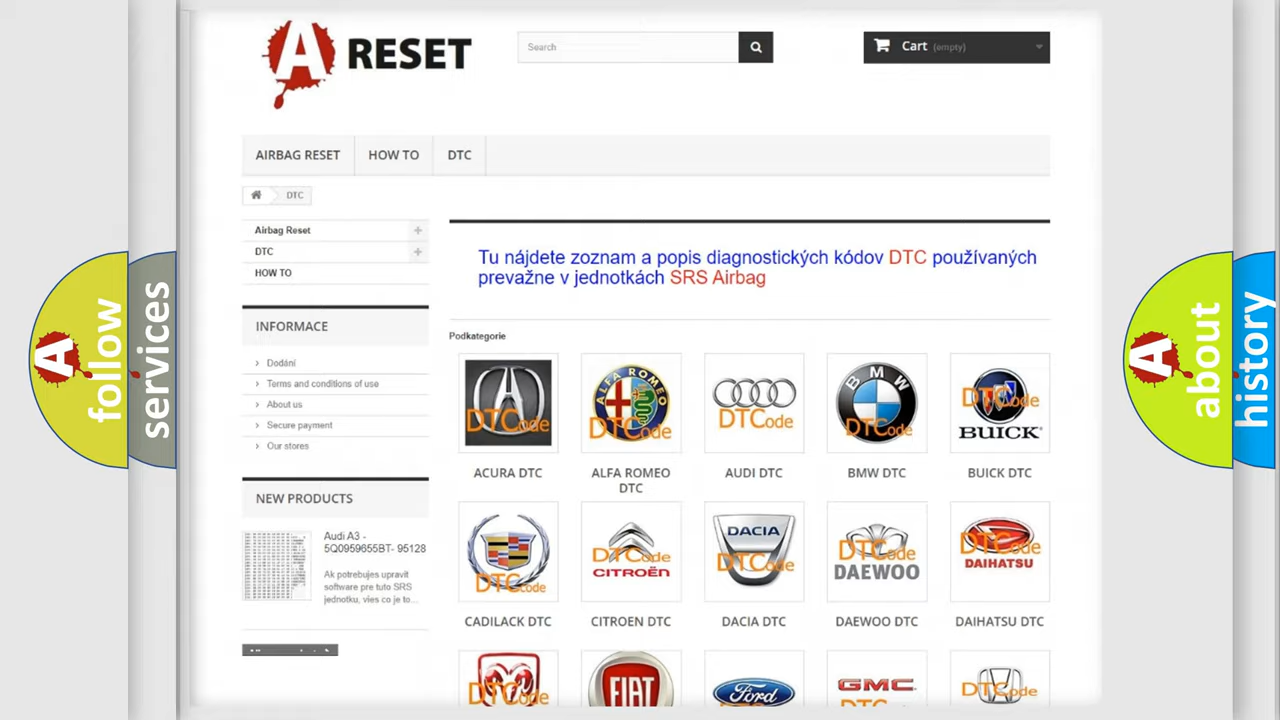 A RESET
Search
Cart (empty)
AIRBAG RESET
HOW TO
DTC
DTC
Airbag Reset
DTC
HOW TO
INFORMACE
Dodání
Terms and conditions of use
About us
Secure payment
Our stores
NEW PRODUCTS
Audi A3 -
5Q0959655BT- 95128
Ak potrebujes upravit
software pre tuto SRS
jednotku, vies co je to...
Tu nájdete zoznam a popis diagnostických kódov DTC používaných
prevažne v jednotkách SRS Airbag
Podkategorie
DTCode
ALFA ROMEO
DTCode
DTCode
BMW
DTCode
DTCode
BUICK
ACURA DTC
ALFA ROMEO
DTC
AUDI DTC
BMW DTC
BUICK DTC
DTCode
DTCode
CITROËN
DACIA
DTCode
DTCode
DAEWOO
DTCode
DAIHATSU
CADILACK DTC
CITROEN DTC
DACIA DTC
DAEWOO DTC
DAIHATSU DTC
DTCode
FIAT
Ford
GMC
DTCode
A follow
services
A about
history